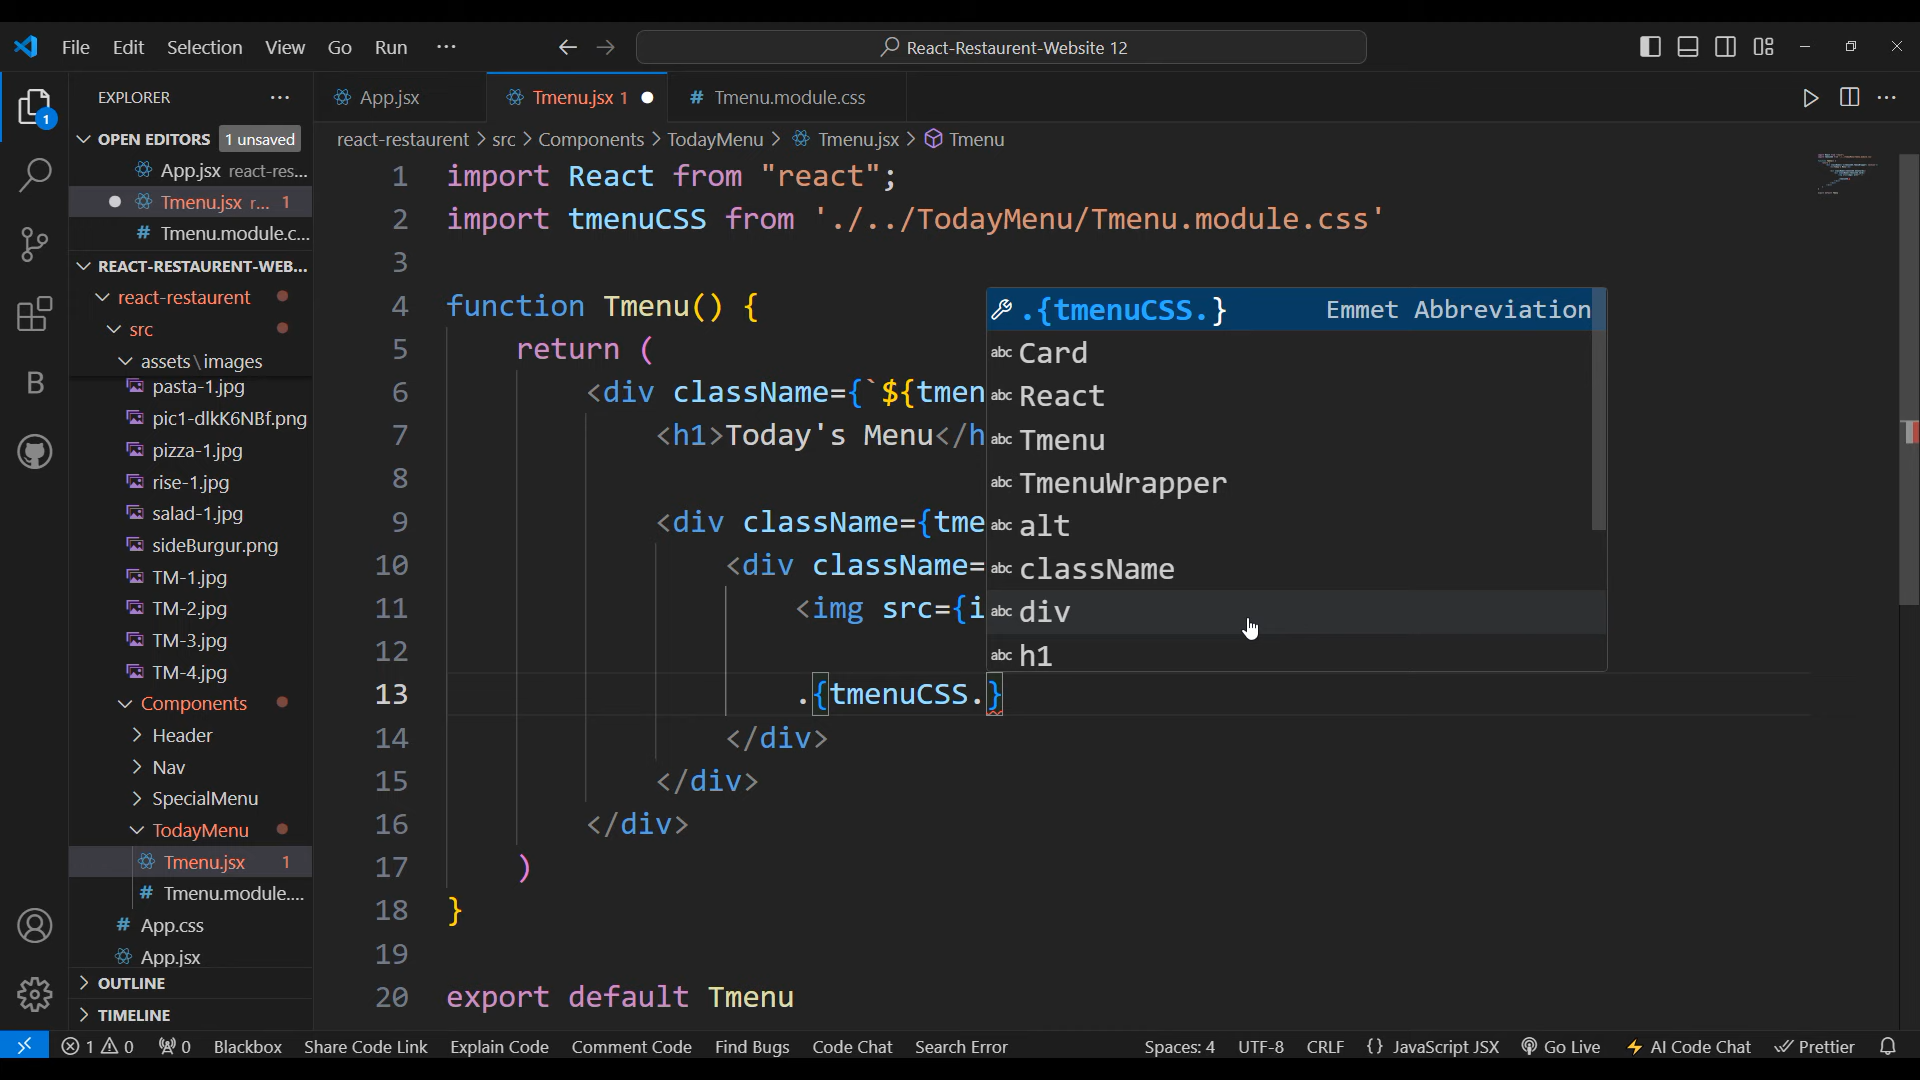 File Edit Selection View Go Run ··· React-Restaurent-Website 12
EXPLORER ···
App.jsx Tmenu.jsx 1 # Tmenu.module.css ···
1
OPEN EDITORS 1 unsaved
App.jsx react-res...
Tmenu.jsx r... 1
# Tmenu.module.c...
REACT-RESTAURENT-WEB...
react-restaurent
src
assets\images
pasta-1.jpg
pic1-dlkK6NBf.png
pizza-1.jpg
rise-1.jpg
salad-1.jpg
sideBurgur.png
TM-1.jpg
TM-2.jpg
TM-3.jpg
TM-4.jpg
Components
Header
Nav
SpecialMenu
TodayMenu
Tmenu.jsx 1
# Tmenu.module....
# App.css
App.jsx
OUTLINE
TIMELINE
B
react-restaurent > src > Components > TodayMenu > Tmenu.jsx > Tmenu
1 import React from "react";
2 import tmenuCSS from './../TodayMenu/Tmenu.module.css'
3
4 function Tmenu() {
5 return (
6 <div className={`${tmen
7 <h1>Today's Menu</h
8
9 <div className={tme
10 <div className=
11 <img src={i
12
13 .{tmenuCSS.}
14 </div>
15 </div>
16 </div>
17 )
18 }
19
20 export default Tmenu
.{tmenuCSS.} Emmet Abbreviation
abc Card
abc React
abc Tmenu
abc TmenuWrapper
abc alt
abc className
abc div
abc h1
1 0 0 Blackbox Share Code Link Explain Code Comment Code Find Bugs Code Chat Search Error Spaces: 4 UTF-8 CRLF {} JavaScript JSX Go Live AI Code Chat Prettier